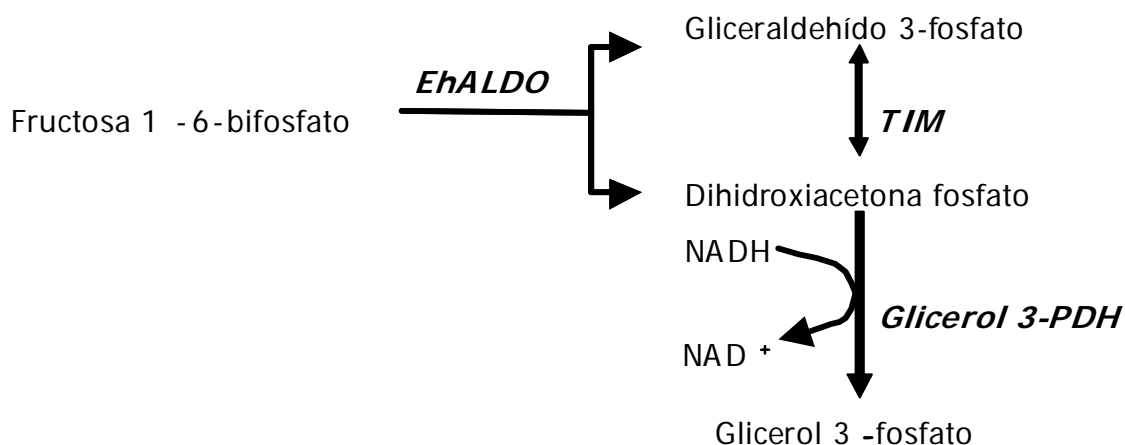 Gliceraldehído 3-fosfato
EhALDO
Fructosa 1 -6-bifosfato
TIM
Dihidroxiacetona fosfato
NADH
Glicerol 3-PDH
NAD +
Glicerol 3 -fosfato